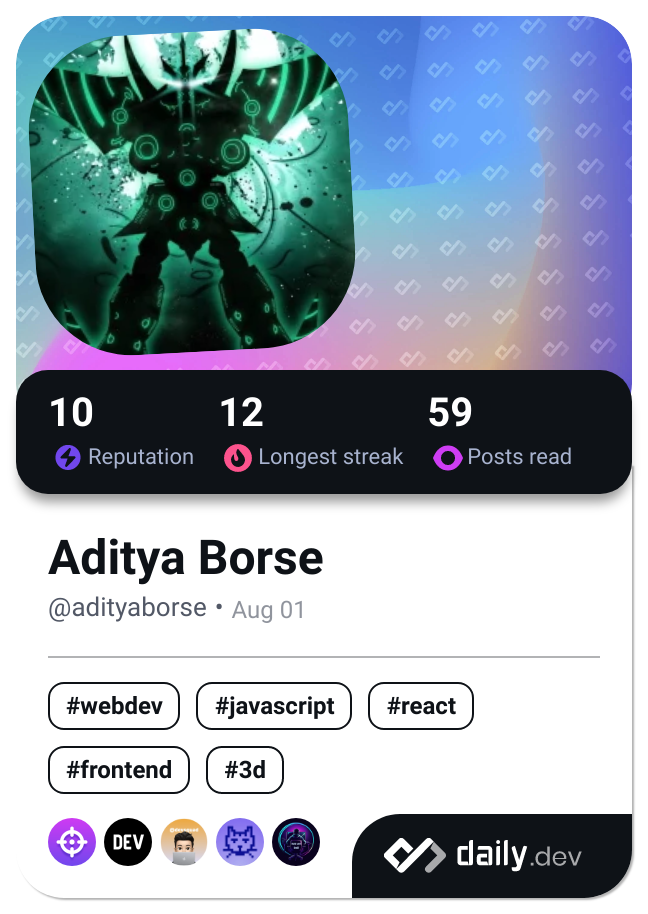 10 12 59
Reputation Longest streak Posts read
Aditya Borse
@adityaborse • Aug 01
#webdev #javascript #react
#frontend #3d
DEV
daily.dev